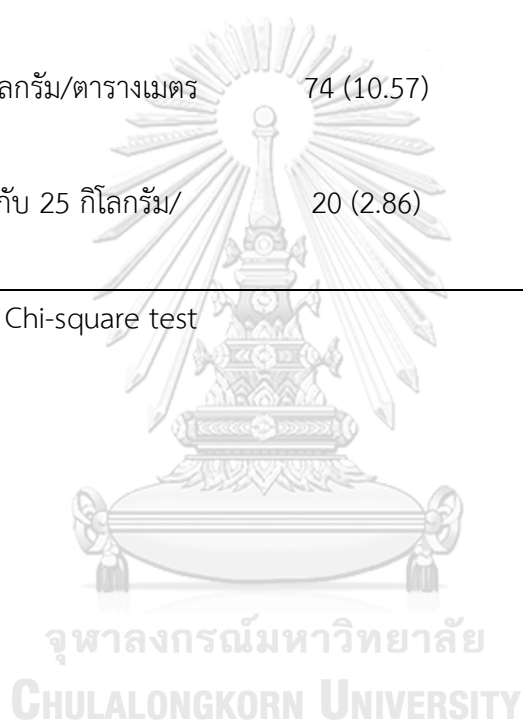 ลกรัม/ตารางเมตร 74 (10.57)
กับ 25 กิโลกรัม/ 20 (2.86)
Chi-square test
จุฬาลงกรณ์มหาวิทยาลัย
CHULALONGKORN UNIVERSITY